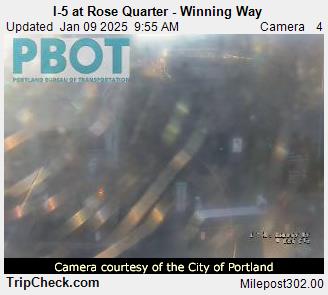 I-5 at Rose Quarter - Winning Way
Updated Jan 09 2025 9:55 AM Camera 4
PBOT
PORTLAND BUREAU OF TRANSPORTATION
Camera courtesy of the City of Portland
TripCheck.com Milepost302.00